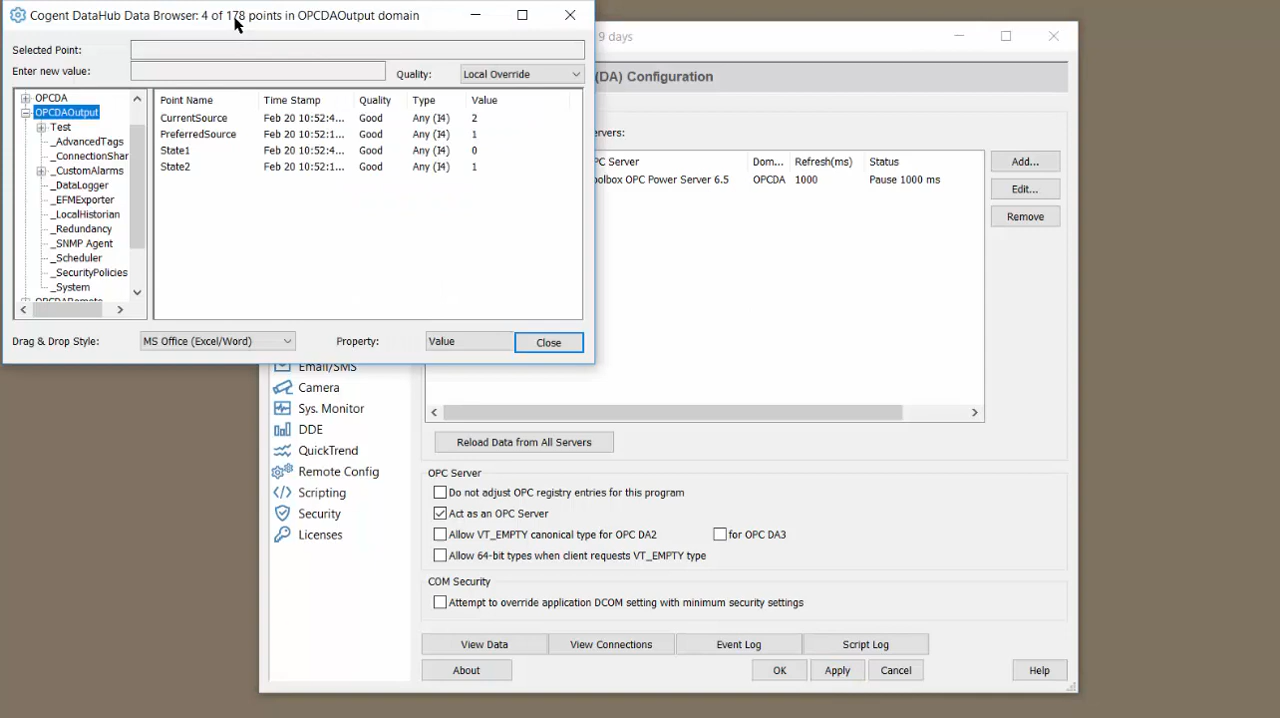 Cogent DataHub Data Browser: 4 of 178 points in OPCDAOutput domain
Selected Point:
Enter new value:
Quality: Local Override
OPCDA
OPCDAOutput
Test
_AdvancedTags
_ConnectionShar
_CustomAlarms
_DataLogger
_EFMExporter
_LocalHistorian
_Redundancy
_SNMP Agent
_Scheduler
_SecurityPolicies
_System
Point Name Time Stamp Quality Type Value
CurrentSource Feb 20 10:52:4... Good Any (I4) 2
PreferredSource Feb 20 10:52:1... Good Any (I4) 1
State1 Feb 20 10:52:4... Good Any (I4) 0
State2 Feb 20 10:52:1... Good Any (I4) 1
Drag & Drop Style: MS Office (Excel/Word) Property: Value Close
9 days
(DA) Configuration
ervers:
PC Server Dom... Refresh(ms) Status
oolbox OPC Power Server 6.5 OPCDA 1000 Pause 1000 ms
Add...
Edit...
Remove
Email/SMS
Camera
Sys. Monitor
DDE
QuickTrend
Remote Config
Scripting
Security
Licenses
Reload Data from All Servers
OPC Server
Do not adjust OPC registry entries for this program
Act as an OPC Server
Allow VT_EMPTY canonical type for OPC DA2 for OPC DA3
Allow 64-bit types when client requests VT_EMPTY type
COM Security
Attempt to override application DCOM setting with minimum security settings
View Data View Connections Event Log Script Log
About OK Apply Cancel Help